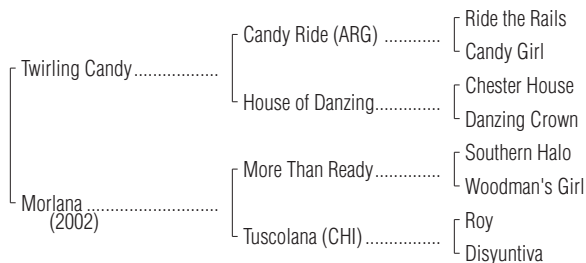 Ride the Rails
Candy Ride (ARG) ............
Candy Girl
Twirling Candy..................
Chester House
House of Danzing..............
Danzing Crown
Southern Halo
More Than Ready..............
Woodman's Girl
Morlana ............................
(2002)
Roy
Tuscolana (CHI) ................
Disyuntiva